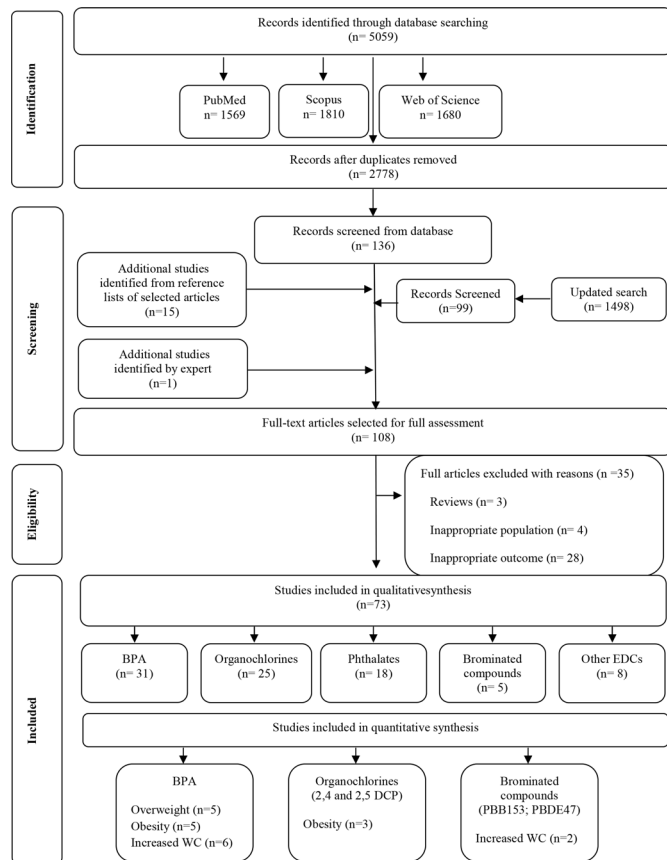 Records identified through database searching
(n= 5059)
Identification
PubMed
n= 1569
Scopus
n= 1810
Web of Science
n= 1680
Records after duplicates removed
(n= 2778)
Screening
Records screened from database
(n= 136)
Additional studies
identified from reference
lists of selected articles
(n=15)
Records Screened
(n=99)
Updated search
(n= 1498)
Additional studies
identified by expert
(n=1)
Full-text articles selected for full assessment
(n= 108)
Eligibility
Full articles excluded with reasons (n =35)
Reviews (n= 3)
Inappropriate population (n= 4)
Inappropriate outcome (n= 28)
Included
Studies included in qualitativesynthesis
(n=73)
BPA
(n= 31)
Organochlorines
(n= 25)
Phthalates
(n= 18)
Brominated
compounds
(n= 5)
Other EDCs
(n= 8)
Studies included in quantitative synthesis
BPA
Overweight (n=5)
Obesity (n=5)
Increased WC (n=6)
Organochlorines
(2,4 and 2,5 DCP)
Obesity (n=3)
Brominated
compounds
(PBB153; PBDE47)
Increased WC (n=2)